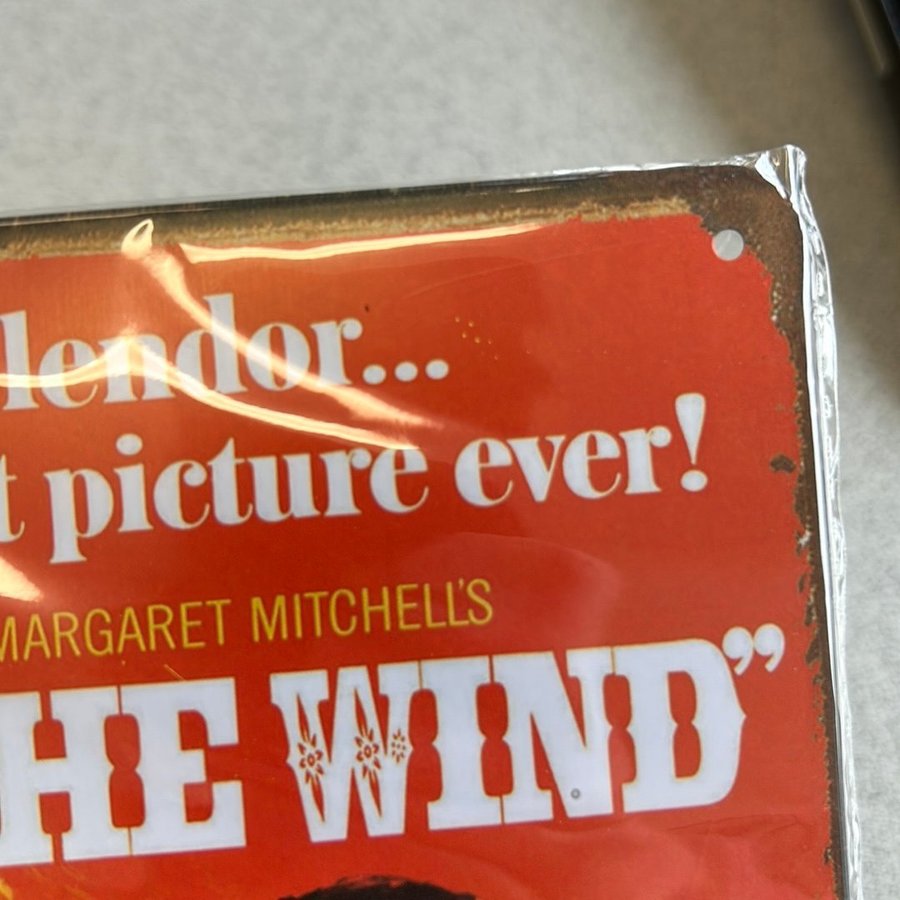 lendor...
t picture ever!
MARGARET MITCHELL'S
HE WIND”